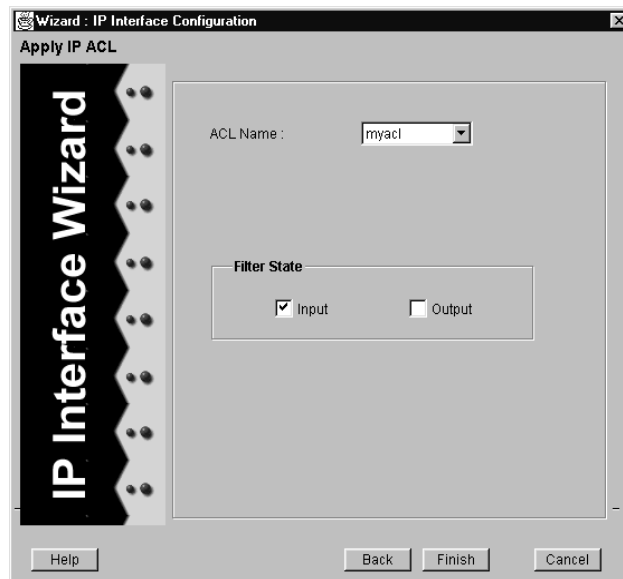 Wizard : IP Interface Configuration
Apply IP ACL
IP Interface Wizard
ACL Name :
myacl
Filter State
Input
Output
Help
Back
Finish
Cancel